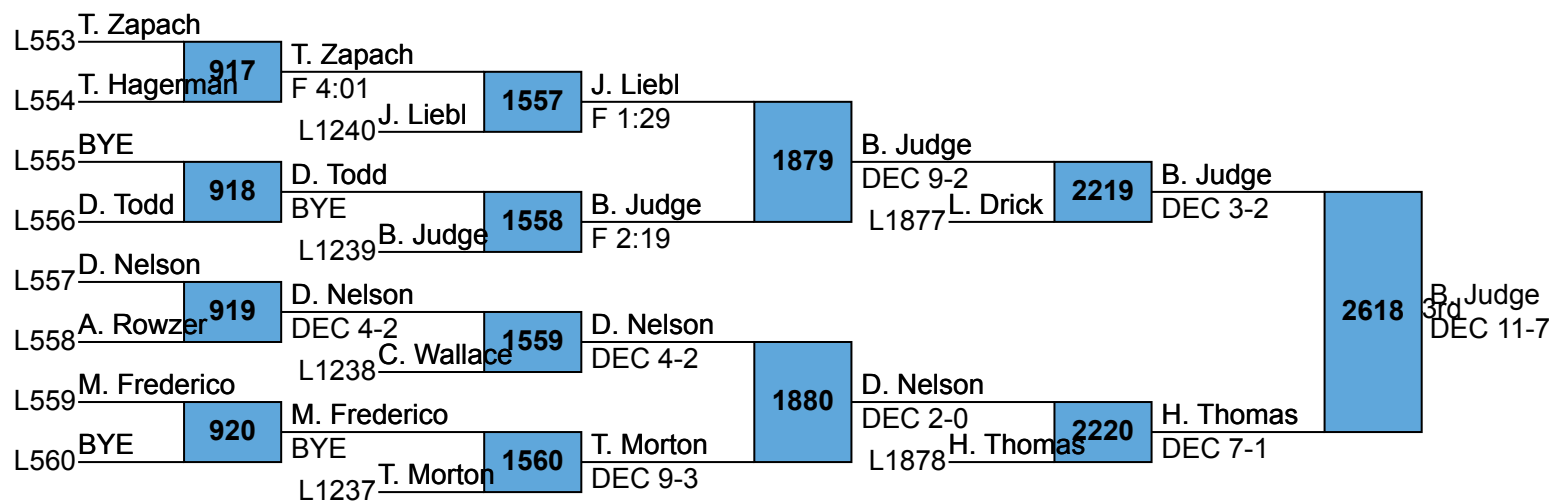 L553 T. Zapach
917
L554 T. Hagerman
T. Zapach
F 4:01
1557
L1240 J. Liebl
J. Liebl
F 1:29
L555 BYE
918
L556 D. Todd
D. Todd
BYE
1558
L1239 B. Judge
B. Judge
F 2:19
1879
B. Judge
DEC 9-2
L1877 L. Drick
2219
B. Judge
DEC 3-2
L557 D. Nelson
919
L558 A. Rowzer
D. Nelson
DEC 4-2
1559
L1238 C. Wallace
D. Nelson
DEC 4-2
L559 M. Frederico
920
L560 BYE
M. Frederico
BYE
1560
L1237 T. Morton
T. Morton
DEC 9-3
1880
D. Nelson
DEC 2-0
L1878 H. Thomas
2220
H. Thomas
DEC 7-1
2618
B. Judge
3rd
DEC 11-7